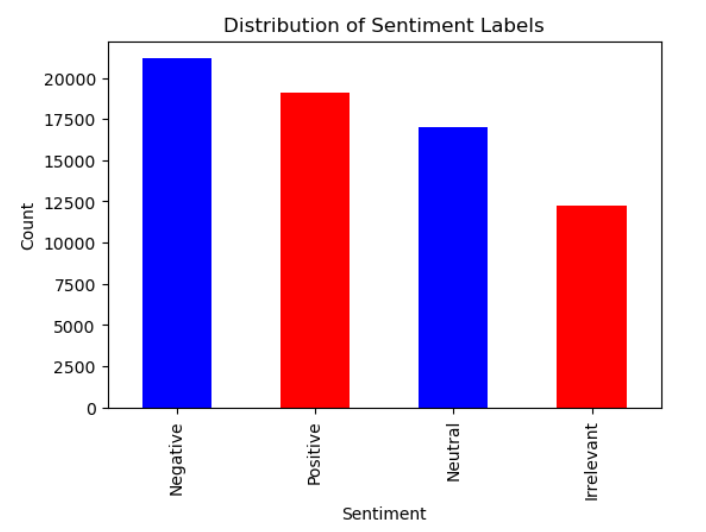 Distribution of Sentiment Labels
Count
20000
17500
15000
12500
10000
7500
5000
2500
0
Negative
Positive
Neutral
Irrelevant
Sentiment